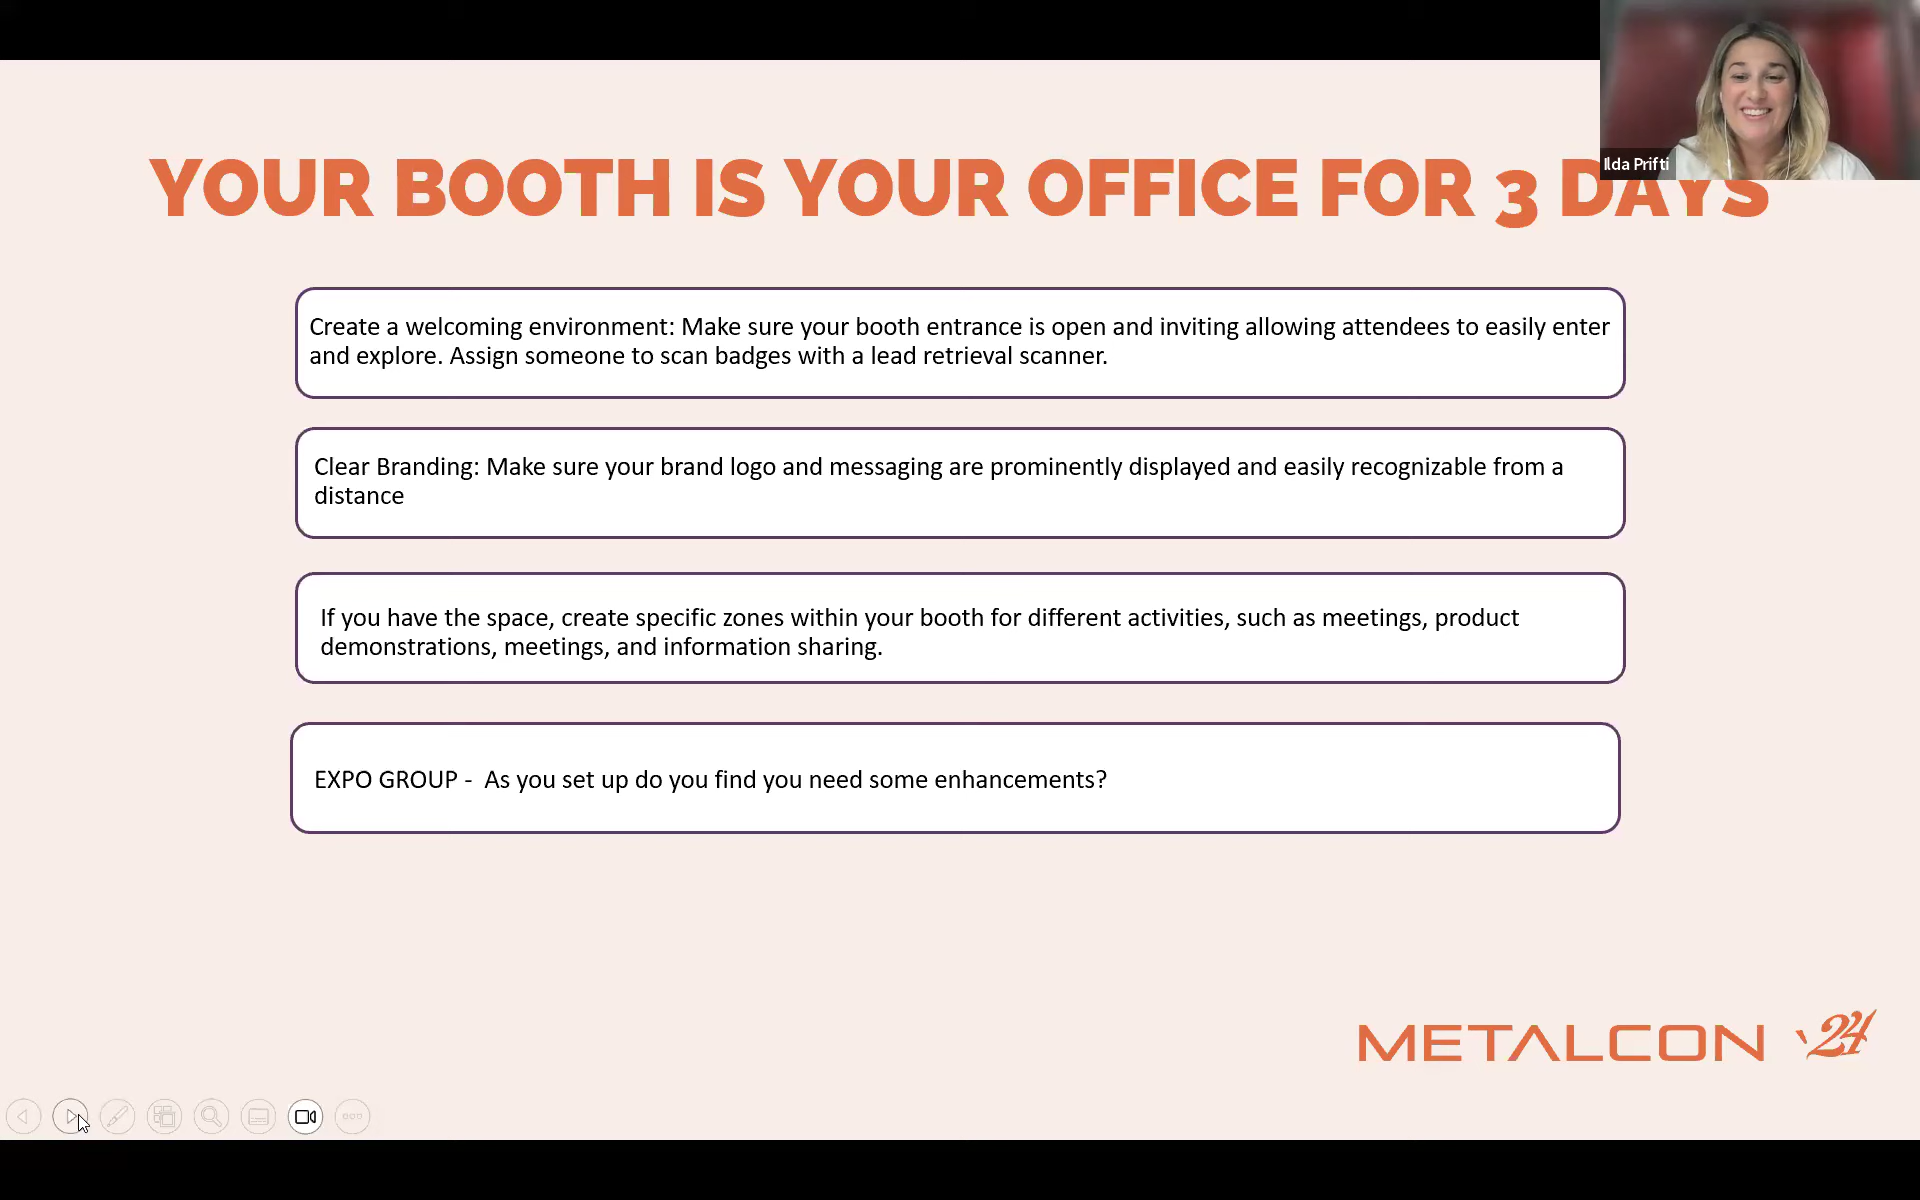 Ilda Prifti
YOUR BOOTH IS YOUR OFFICE FOR 3 DAYS
Create a welcoming environment: Make sure your booth entrance is open and inviting allowing attendees to easily enter
and explore. Assign someone to scan badges with a lead retrieval scanner.
Clear Branding: Make sure your brand logo and messaging are prominently displayed and easily recognizable from a
distance
If you have the space, create specific zones within your booth for different activities, such as meetings, product
demonstrations, meetings, and information sharing.
EXPO GROUP -  As you set up do you find you need some enhancements?
METALCON '24